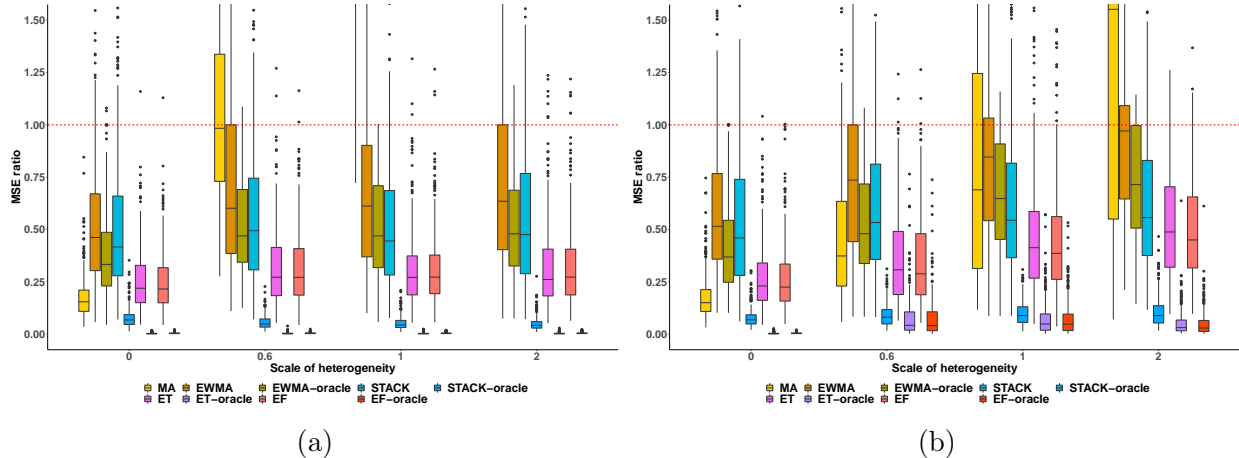 1.50
1.25
1.00
0.75
0.50
0.25
0.00
MSE ratio
0 0.6 1 2
Scale of heterogeneity
MA EWMA EWMA-oracle STACK STACK-oracle
ET ET-oracle EF EF-oracle
(a)
1.50
1.25
1.00
0.75
0.50
0.25
0.00
MSE ratio
0 0.6 1 2
Scale of heterogeneity
MA EWMA EWMA-oracle STACK STACK-oracle
ET ET-oracle EF EF-oracle
(b)